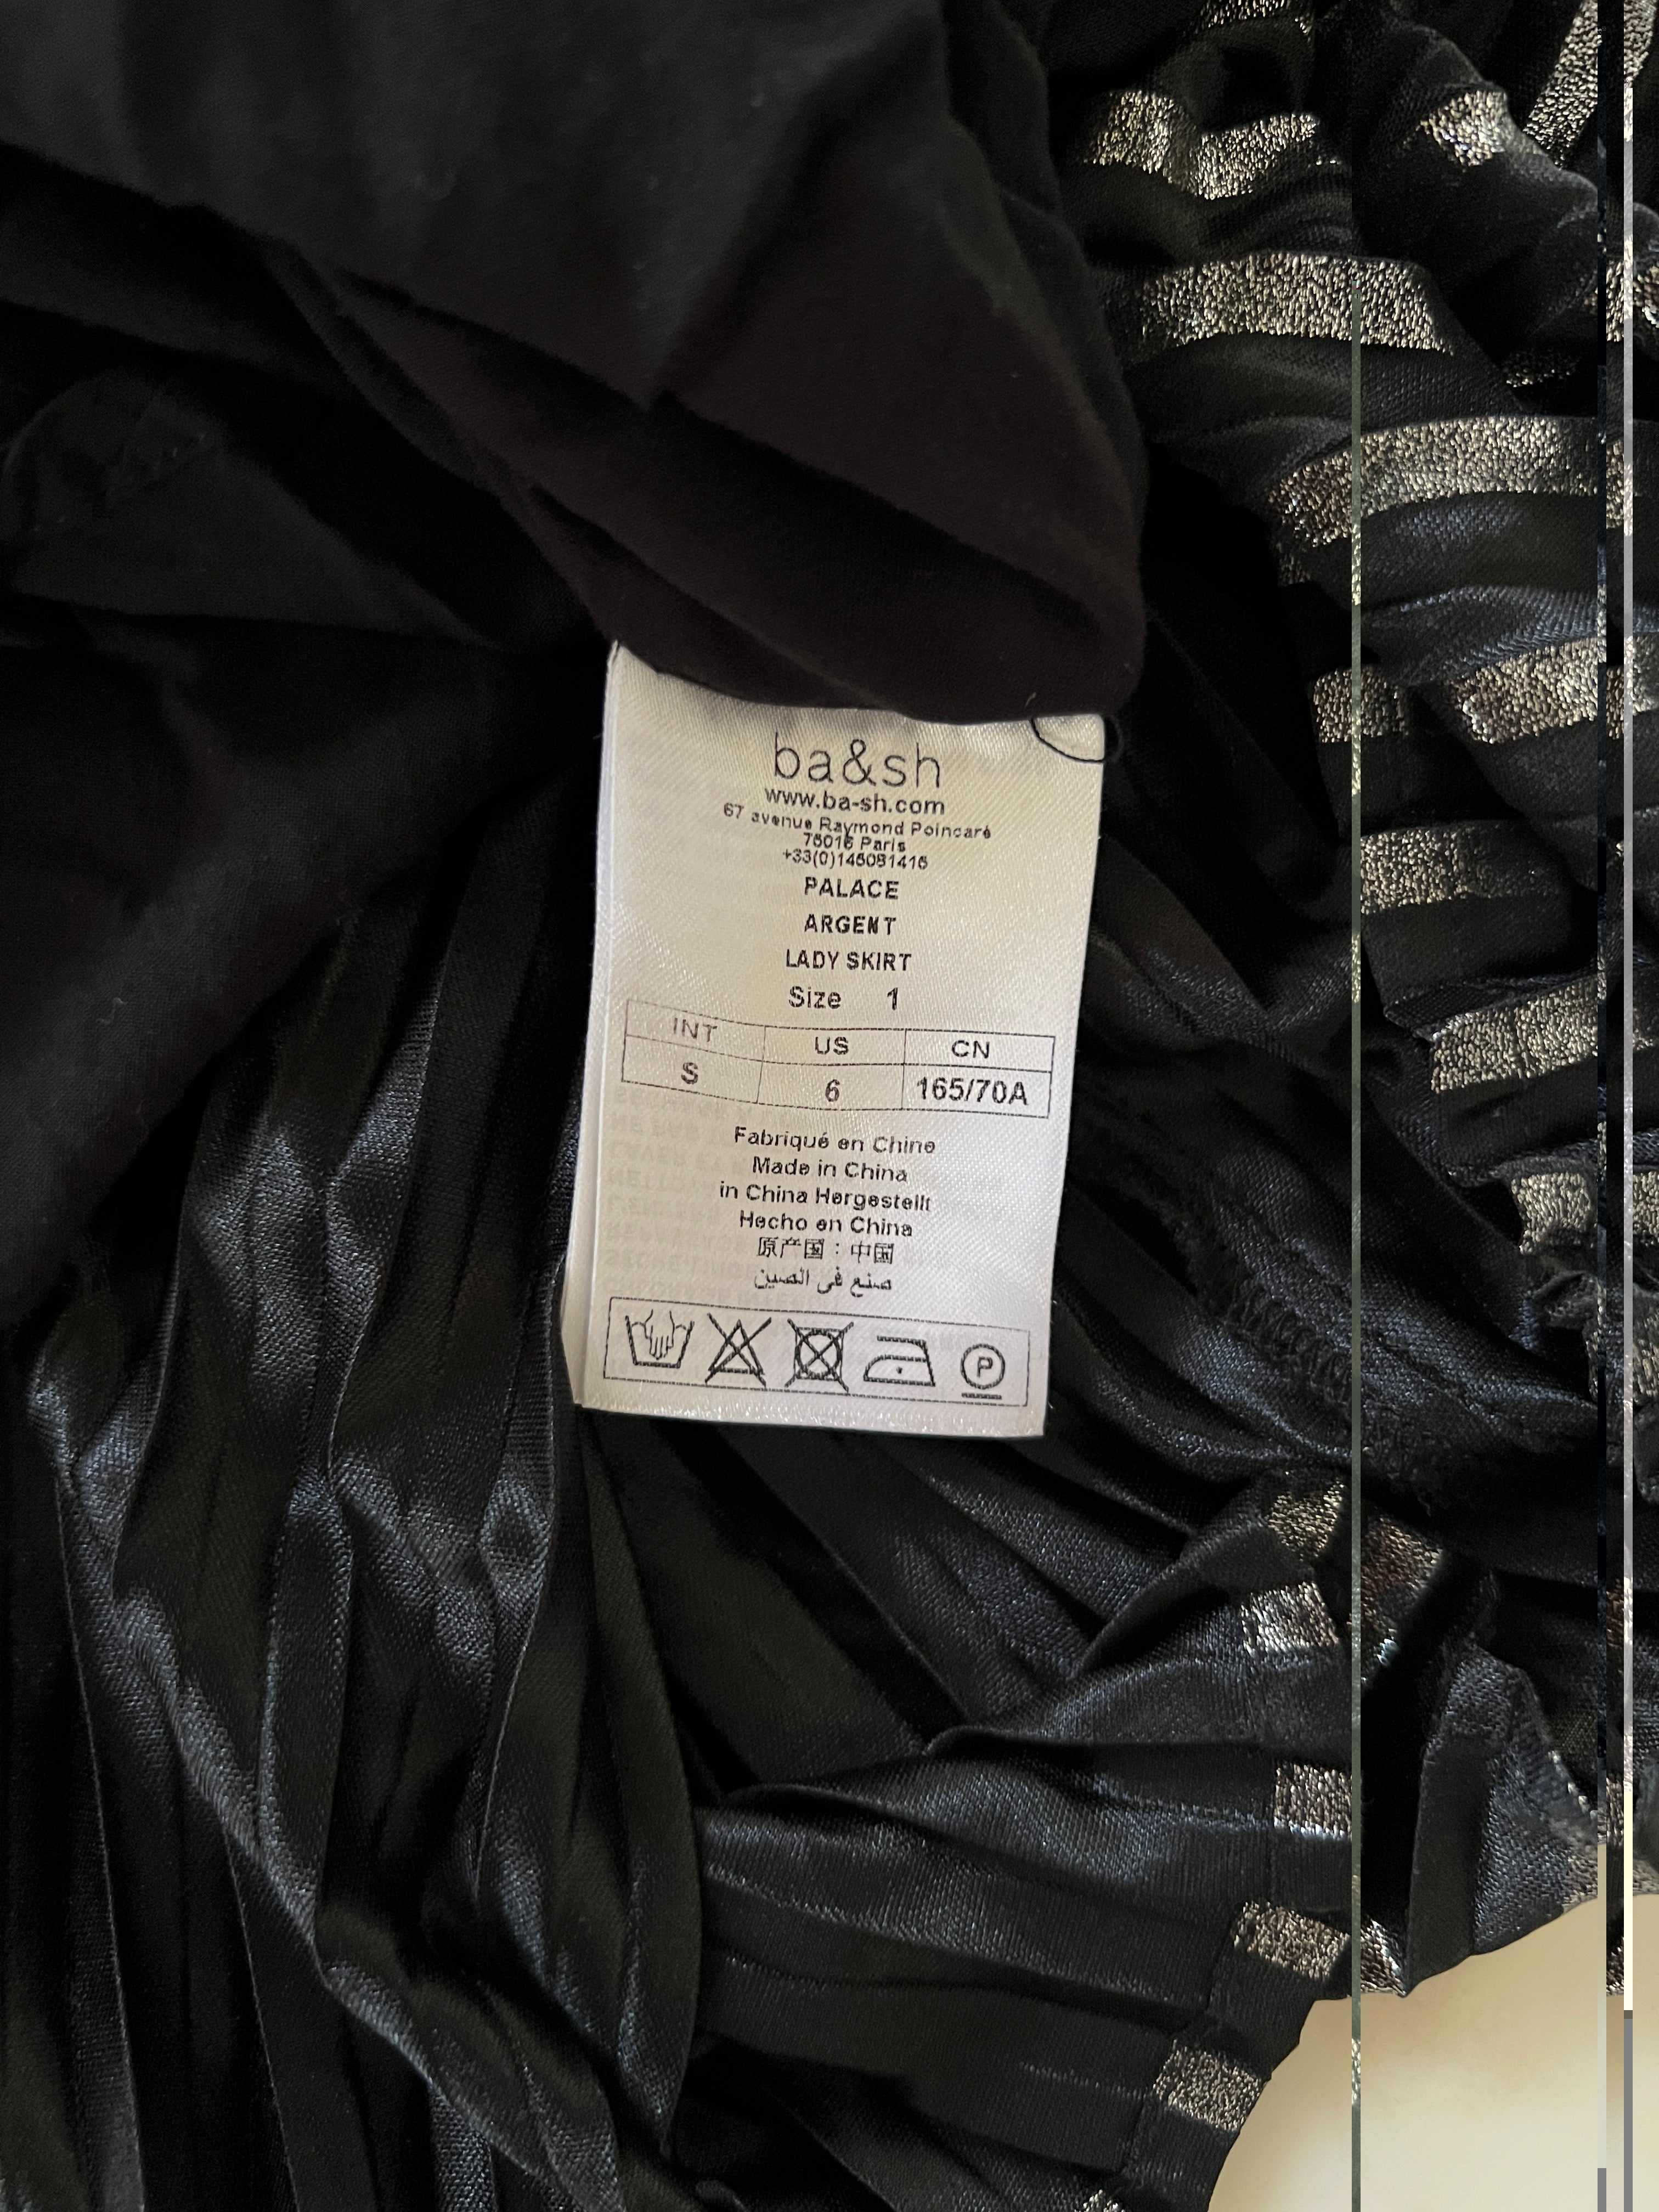 ba&sh
www.ba-sh.com
67 avenue Raymond Poincaré
75016 Paris
+33(0)145081415
PALACE
ARGENT
LADY SKIRT
Size 1
INT US CN
S 6 165/70A
Fabriqué en Chine
Made in China
in China Hergestellt
Hecho en China
原产国：中国
صنع فى الصين
P